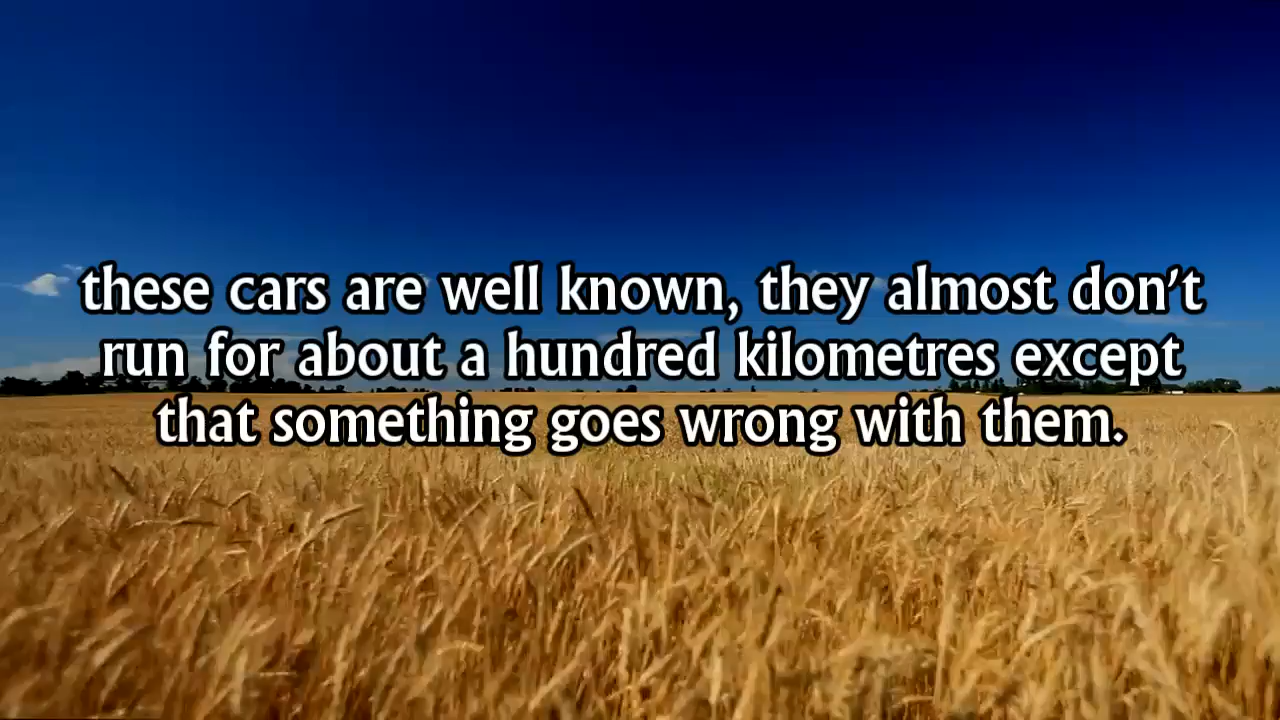 these cars are well known, they almost don't
run for about a hundred kilometres except
that something goes wrong with them.